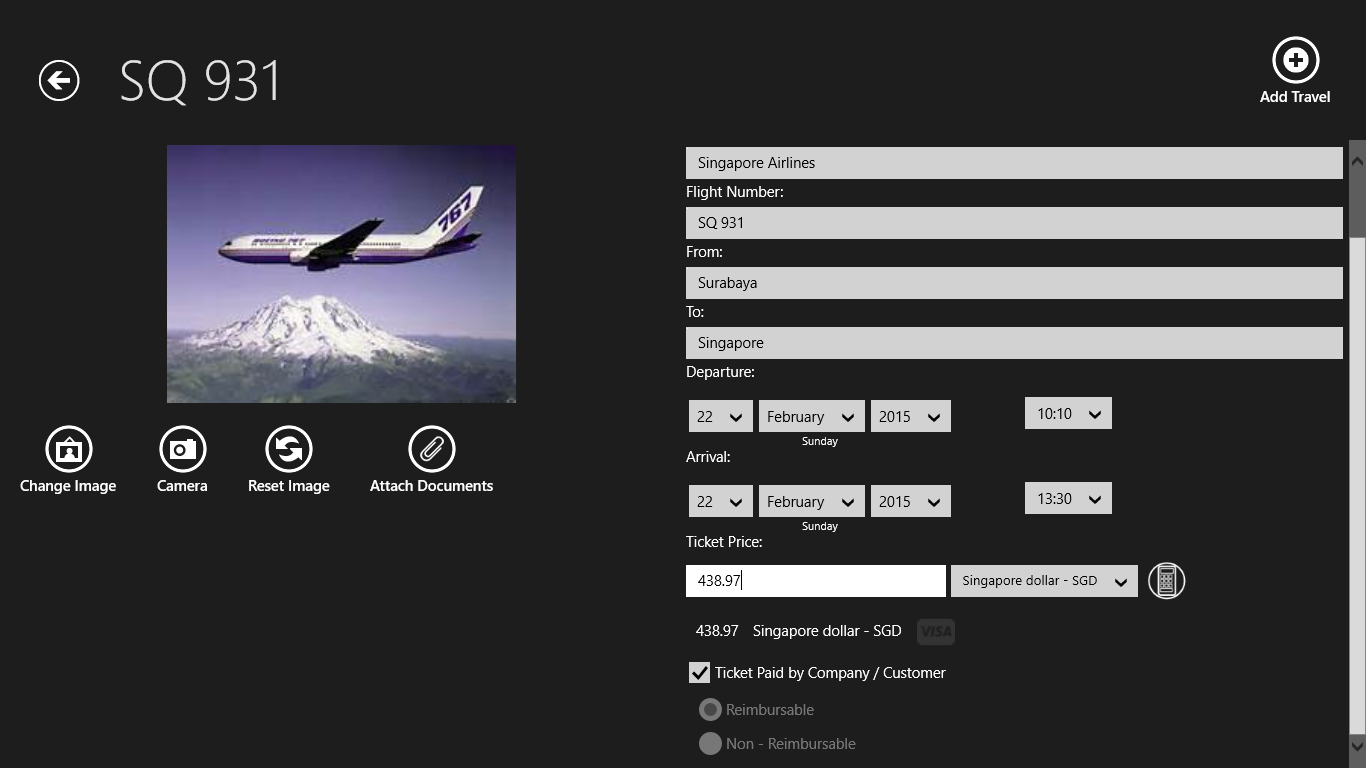 SQ 931
Add Travel
767
Change Image
Camera
Reset Image
Attach Documents
Singapore Airlines
Flight Number:
SQ 931
From:
Surabaya
To:
Singapore
Departure:
22 February 2015 10:10
Sunday
Arrival:
22 February 2015 13:30
Sunday
Ticket Price:
438.97 Singapore dollar - SGD
438.97 Singapore dollar - SGD VISA
Ticket Paid by Company / Customer
Reimbursable
Non - Reimbursable